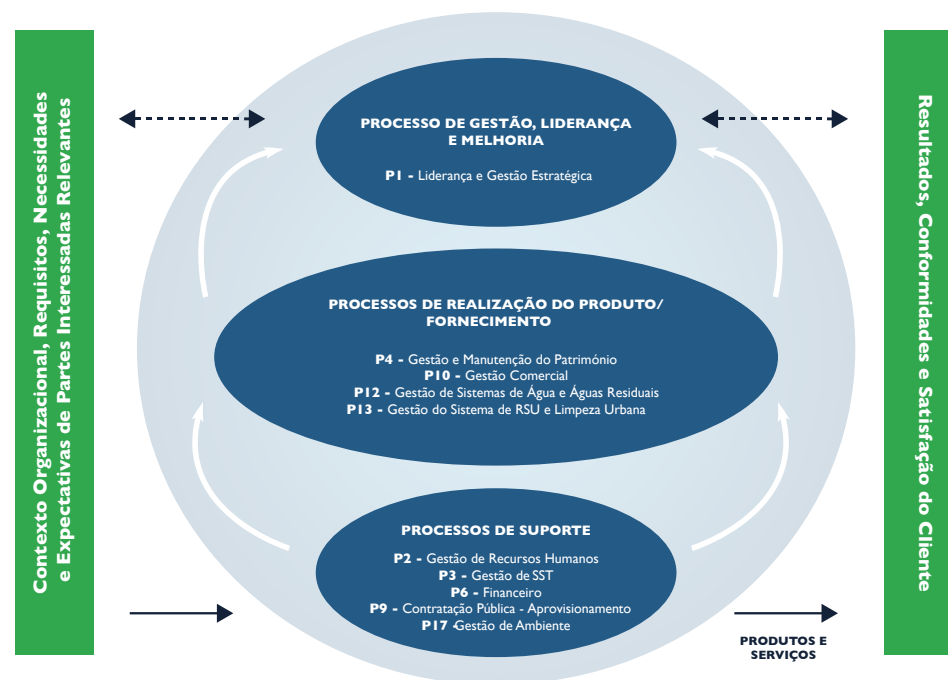 Contexto Organizacional, Requisitos, Necessidades
e Expectativas de Partes Interessadas Relevantes
PROCESSO DE GESTÃO, LIDERANÇA
E MELHORIA
P1 - Liderança e Gestão Estratégica
PROCESSOS DE REALIZAÇÃO DO PRODUTO/
FORNECIMENTO
P4 - Gestão e Manutenção do Património
P10 - Gestão Comercial
P12 - Gestão de Sistemas de Água e Águas Residuais
P13 - Gestão do Sistema de RSU e Limpeza Urbana
PROCESSOS DE SUPORTE
P2 - Gestão de Recursos Humanos
P3 - Gestão de SST
P6 - Financeiro
P9 - Contratação Pública - Aprovisionamento
P17 -Gestão de Ambiente
PRODUTOS E
SERVIÇOS
Resultados, Conformidades e Satisfação do Cliente